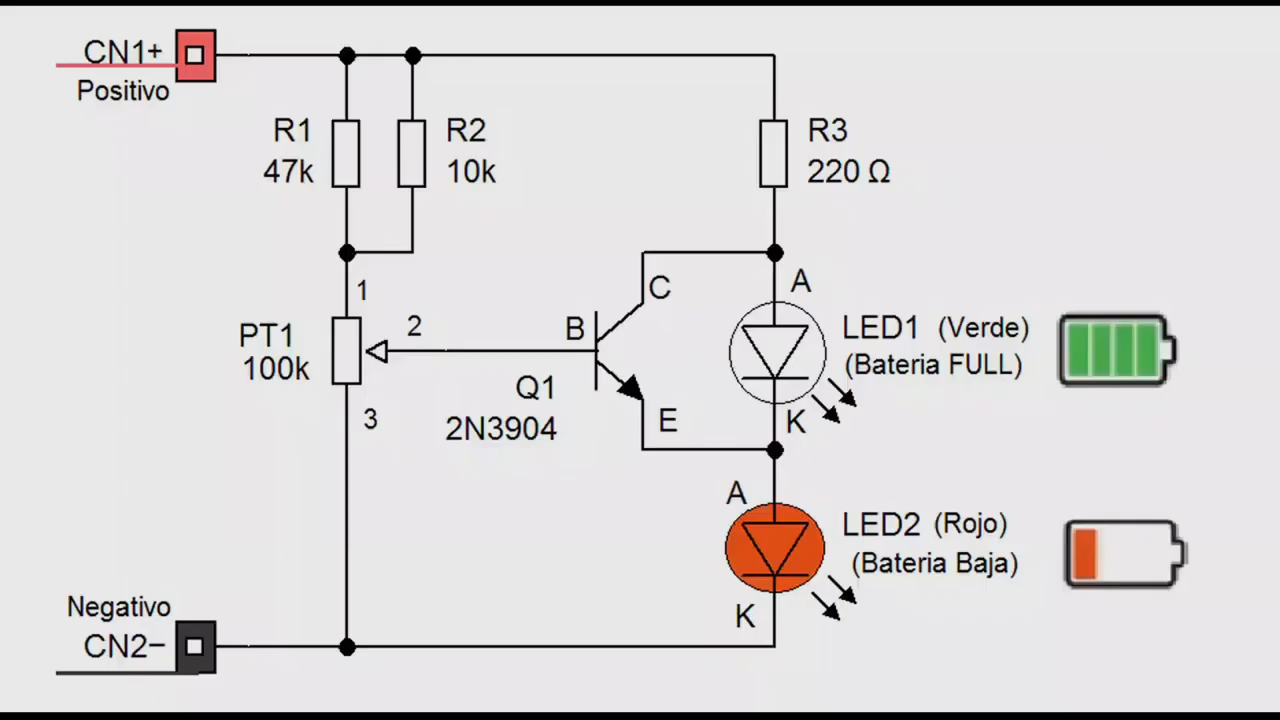 CN1+
Positivo
R1
47k
R2
10k
R3
220 Ω
1
C
A
PT1
100k
2
B
LED1 (Verde)
(Bateria FULL)
Q1
2N3904
3
E
K
A
LED2 (Rojo)
(Bateria Baja)
K
Negativo
CN2−